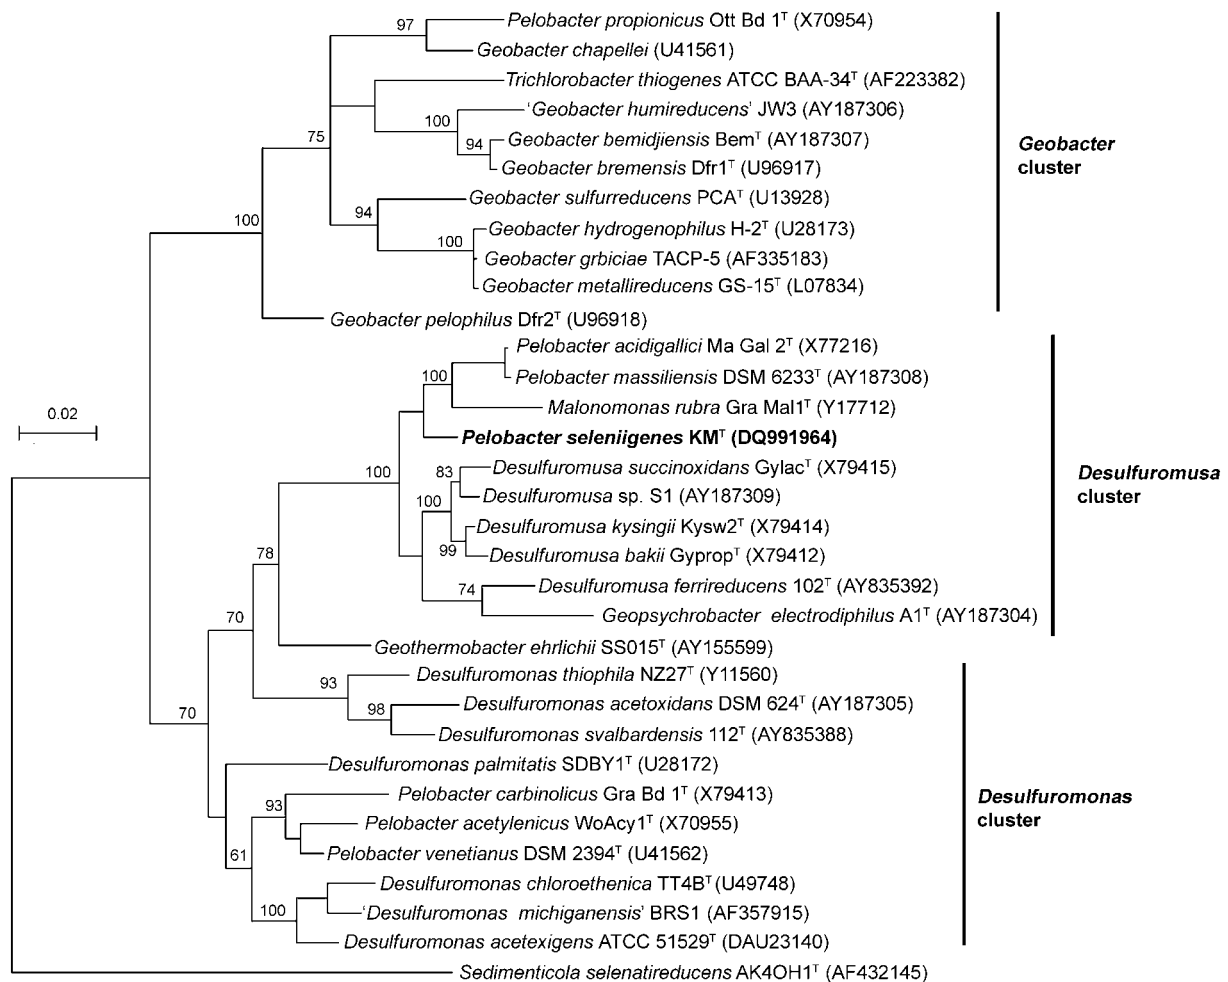 97
Pelobacter propionicus Ott Bd 1ᵀ (X70954)
Geobacter chapellei (U41561)
Trichlorobacter thiogenes ATCC BAA-34ᵀ (AF223382)
100
'Geobacter humireducens' JW3 (AY187306)
75
94
Geobacter bemidjiensis Bemᵀ (AY187307)
Geobacter bremensis Dfr1ᵀ (U96917)
Geobacter
cluster
94
Geobacter sulfurreducens PCAᵀ (U13928)
100
Geobacter hydrogenophilus H-2ᵀ (U28173)
100
Geobacter grbiciae TACP-5 (AF335183)
Geobacter metallireducens GS-15ᵀ (L07834)
Geobacter pelophilus Dfr2ᵀ (U96918)
Pelobacter acidigallici Ma Gal 2ᵀ (X77216)
100
Pelobacter massiliensis DSM 6233ᵀ (AY187308)
Malonomonas rubra Gra Mal1ᵀ (Y17712)
0.02
Pelobacter seleniigenes KMᵀ (DQ991964)
100
83
Desulfuromusa succinoxidans Gylacᵀ (X79415)
Desulfuromusa
cluster
100
Desulfuromusa sp. S1 (AY187309)
Desulfuromusa kysingii Kysw2ᵀ (X79414)
78
99
Desulfuromusa bakii Gypropᵀ (X79412)
74
Desulfuromusa ferrireducens 102ᵀ (AY835392)
70
Geopsychrobacter electrodiphilus A1ᵀ (AY187304)
Geothermobacter ehrlichii SS015ᵀ (AY155599)
93
Desulfuromonas thiophila NZ27ᵀ (Y11560)
70
98
Desulfuromonas acetoxidans DSM 624ᵀ (AY187305)
Desulfuromonas svalbardensis 112ᵀ (AY835388)
Desulfuromonas palmitatis SDBY1ᵀ (U28172)
93
Pelobacter carbinolicus Gra Bd 1ᵀ (X79413)
Desulfuromonas
cluster
Pelobacter acetylenicus WoAcy1ᵀ (X70955)
61
Pelobacter venetianus DSM 2394ᵀ (U41562)
Desulfuromonas chloroethenica TT4Bᵀ (U49748)
100
'Desulfuromonas michiganensis' BRS1 (AF357915)
Desulfuromonas acetexigens ATCC 51529ᵀ (DAU23140)
Sedimenticola selenatireducens AK4OH1ᵀ (AF432145)